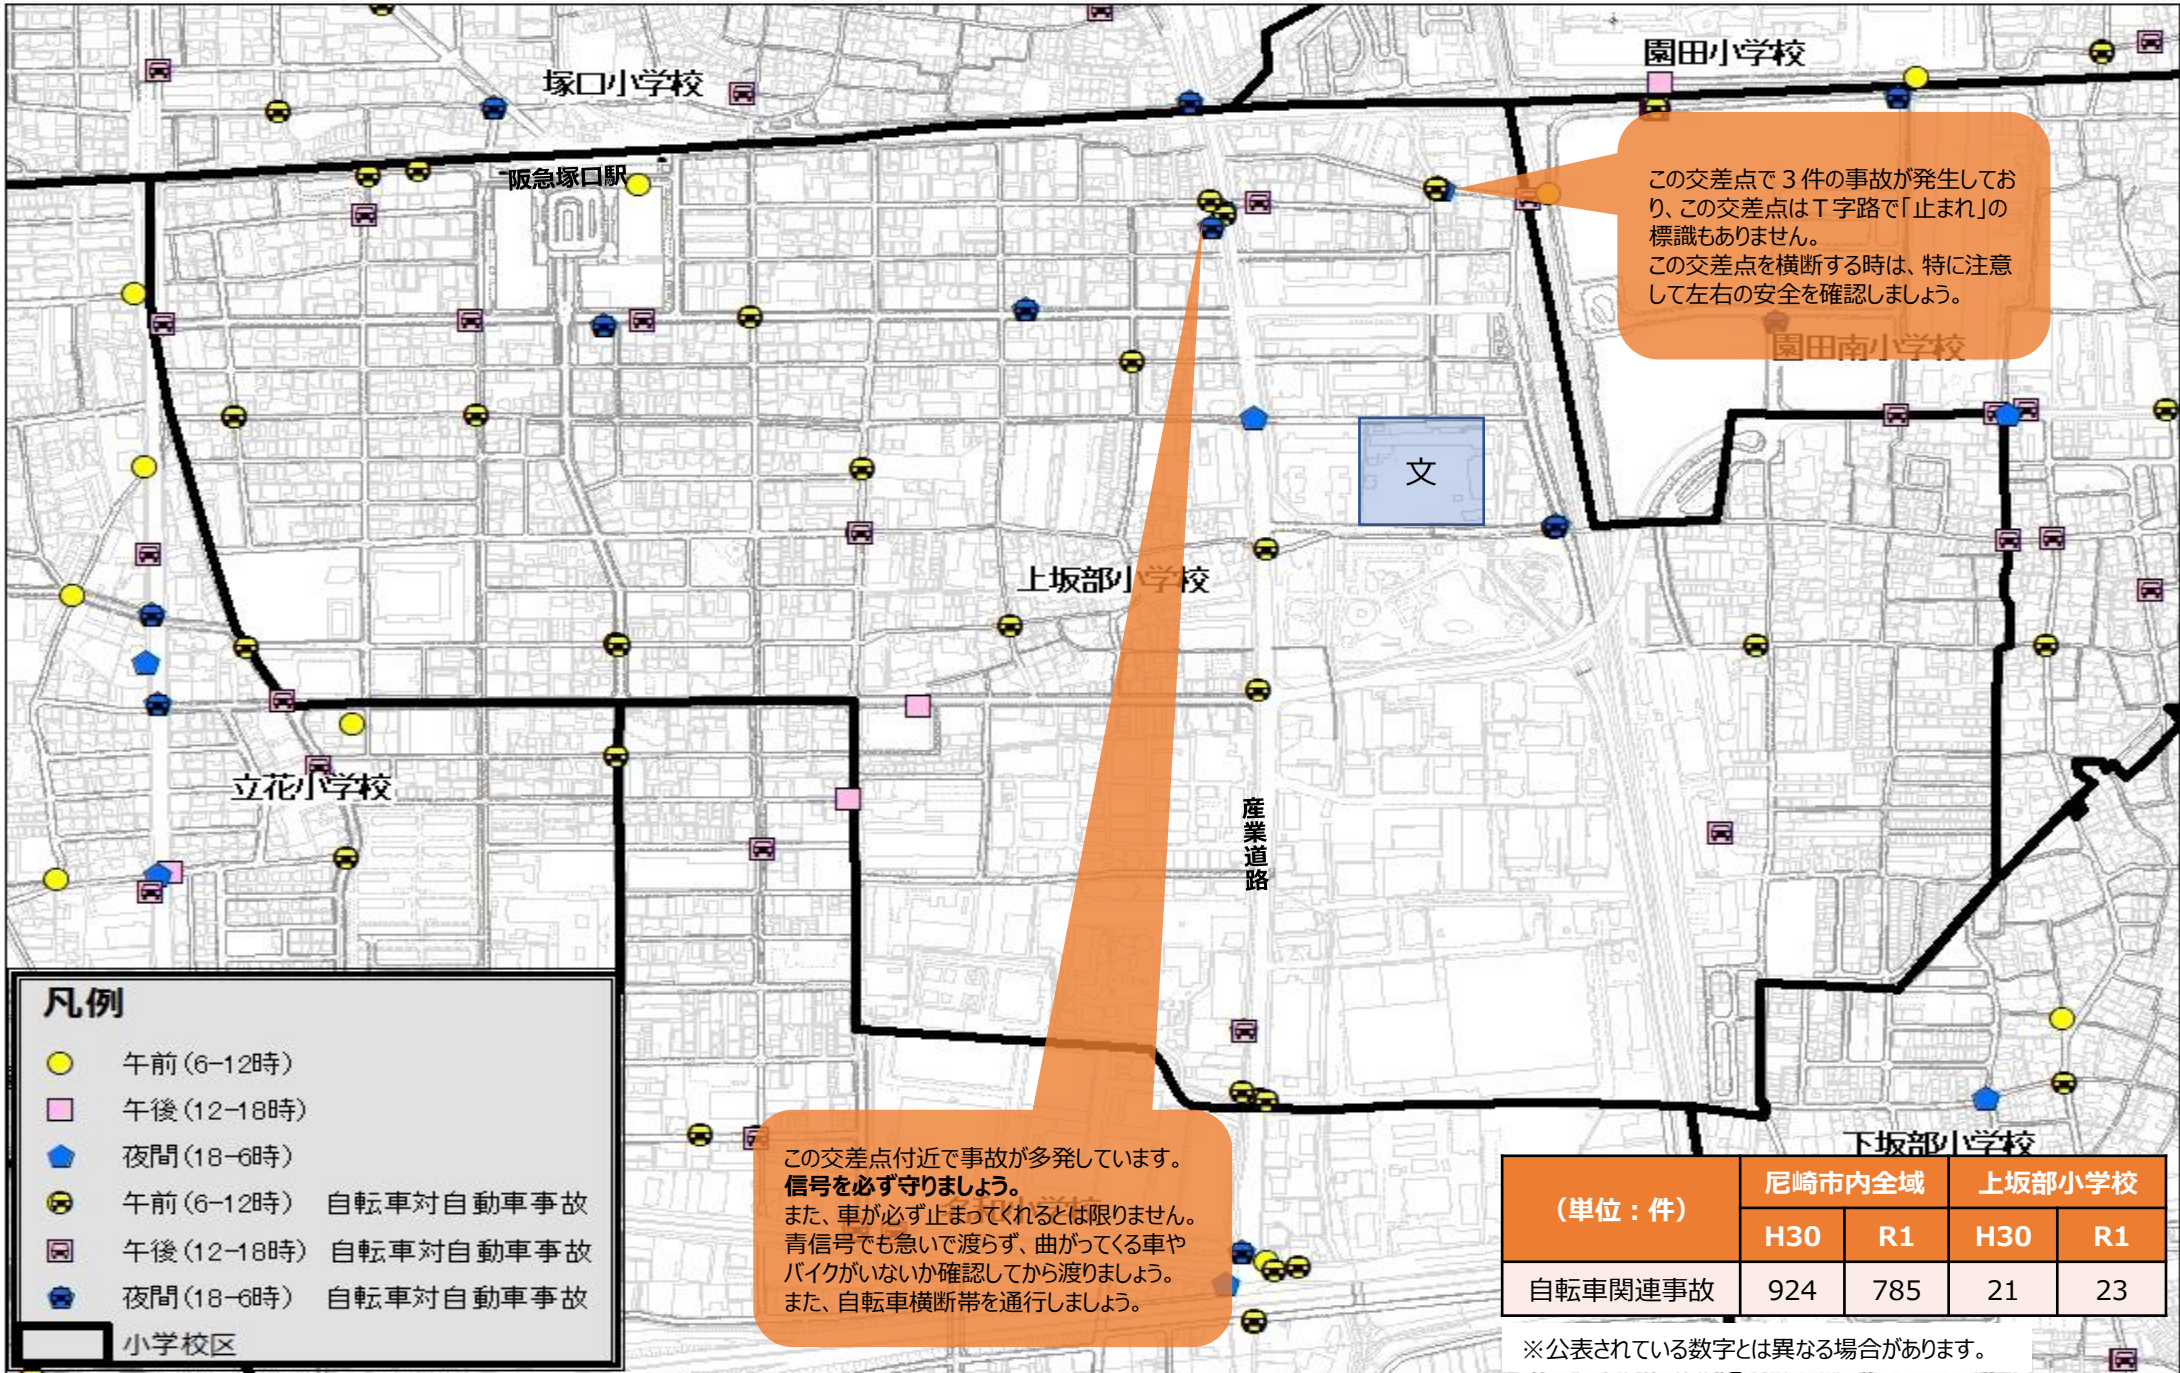 園田小学校
塚口小学校
阪急塚口駅
この交差点で３件の事故が発生してお
り、この交差点はＴ字路で「止まれ」の
標識もありません。
この交差点を横断する時は、特に注意
して左右の安全を確認しましょう。
園田南小学校
文
上坂部小学校
立花小学校
産業道路
凡例
午前(6-12時)
午後(12-18時)
夜間(18-6時)
午前(6-12時) 自転車対自動車事故
午後(12-18時) 自転車対自動車事故
夜間(18-6時) 自転車対自動車事故
小学校区
この交差点付近で事故が多発しています。
信号を必ず守りましょう。
また、車が必ず止まってくれるとは限りません。
青信号でも急いで渡らず、曲がってくる車や
バイクがいないか確認してから渡りましょう。
また、自転車横断帯を通行しましょう。
名和小学校
下坂部小学校
（単位：件） 尼崎市内全域 上坂部小学校
H30 R1 H30 R1
自転車関連事故 924 785 21 23
※公表されている数字とは異なる場合があります。